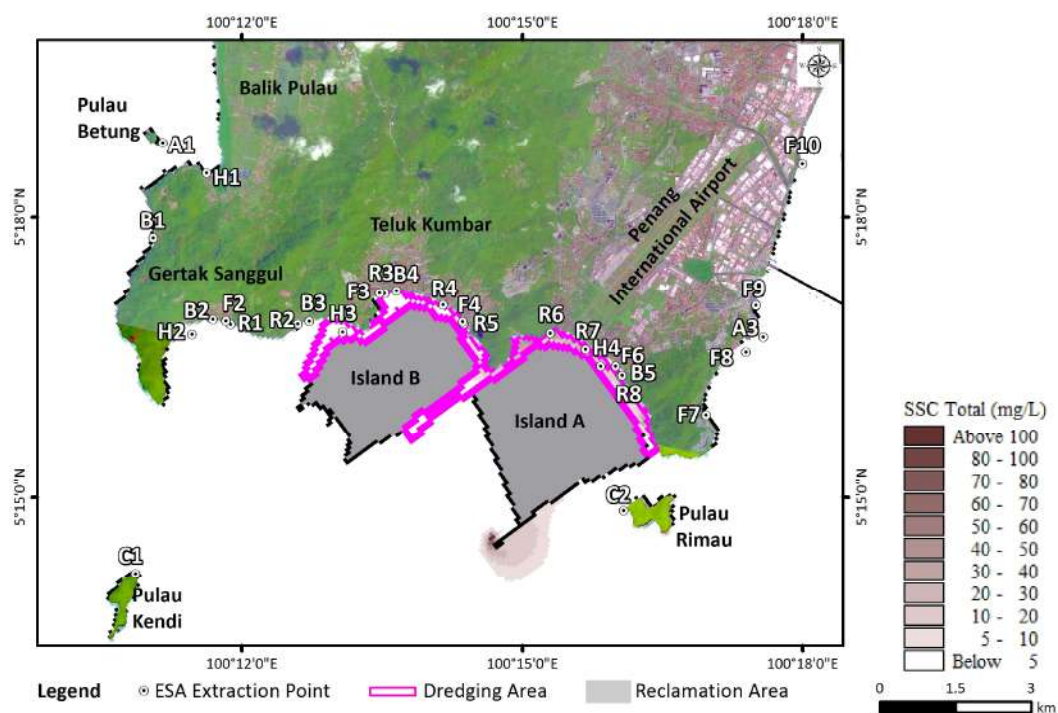 100°12'0"E
100°15'0"E
100°18'0"E
Balik Pulau
Pulau
Betung
A1
H1
F10
B1
5°18'0"N
5°18'0"N
Teluk Kumbar
Penang
International Airport
Gertak Sanggul
R3
B4
F3
R4
F9
B2
F2
R1
R2
B3
H3
F4
R5
R6
R7
A3
H2
H4
F6
F8
B5
Island B
R8
Island A
F7
5°15'0"N
5°15'0"N
C2
Pulau
Rimau
C1
Pulau
Kendi
100°12'0"E
100°15'0"E
100°18'0"E
SSC Total (mg/L)
Above 100
80 - 100
70 - 80
60 - 70
50 - 60
40 - 50
30 - 40
20 - 30
10 - 20
5 - 10
Below 5
Legend
ESA Extraction Point
Dredging Area
Reclamation Area
0 1.5 3
km